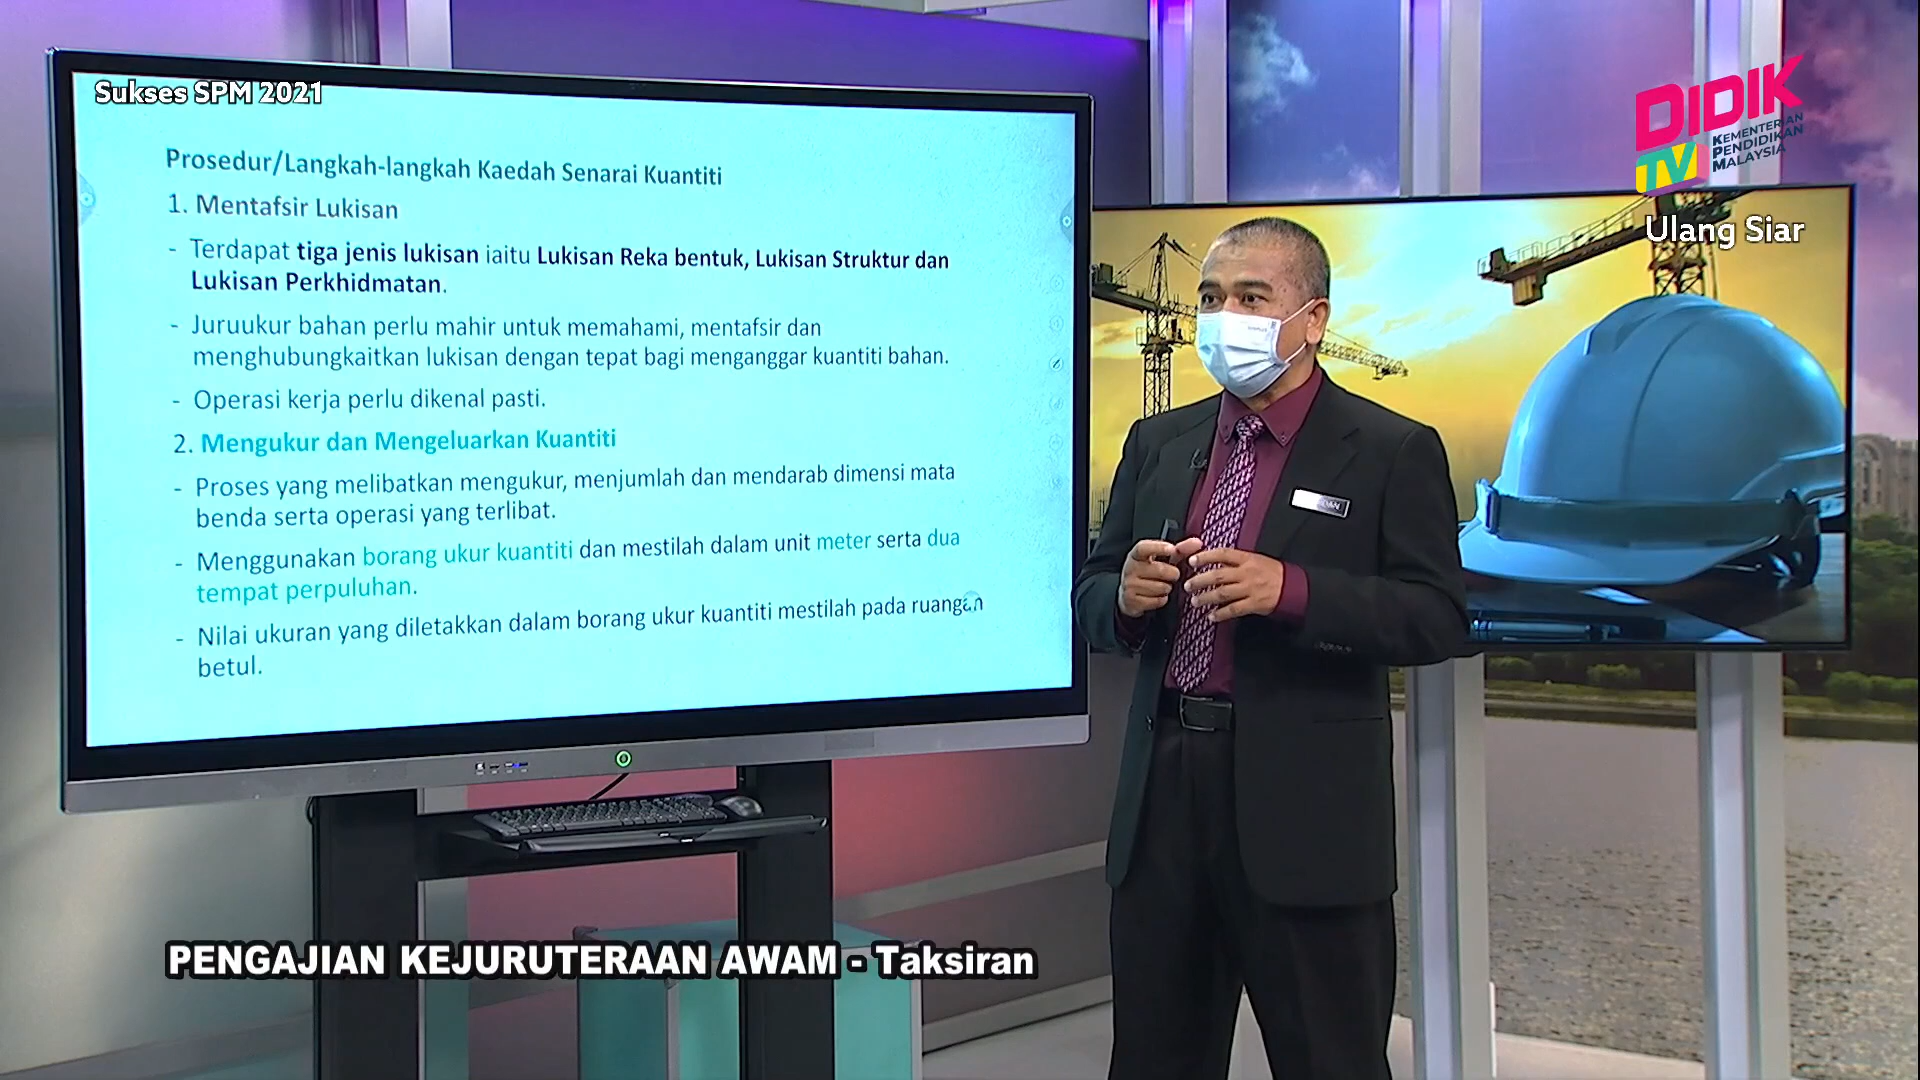 Sukses SPM 2021
Prosedur/Langkah-langkah Kaedah Senarai Kuantiti
1. Mentafsir Lukisan
- Terdapat tiga jenis lukisan iaitu Lukisan Reka bentuk, Lukisan Struktur dan
Lukisan Perkhidmatan.
- Juruukur bahan perlu mahir untuk memahami, mentafsir dan
menghubungkaitkan lukisan dengan tepat bagi menganggar kuantiti bahan.
- Operasi kerja perlu dikenal pasti.
2. Mengukur dan Mengeluarkan Kuantiti
- Proses yang melibatkan mengukur, menjumlah dan mendarab dimensi mata
benda serta operasi yang terlibat.
- Menggunakan borang ukur kuantiti dan mestilah dalam unit meter serta dua
tempat perpuluhan.
- Nilai ukuran yang diletakkan dalam borang ukur kuantiti mestilah pada ruangan
betul.
DIDIK
TV
KEMENTERIAN
PENDIDIKAN
MALAYSIA
Ulang Siar
PENGAJIAN KEJURUTERAAN AWAM - Taksiran